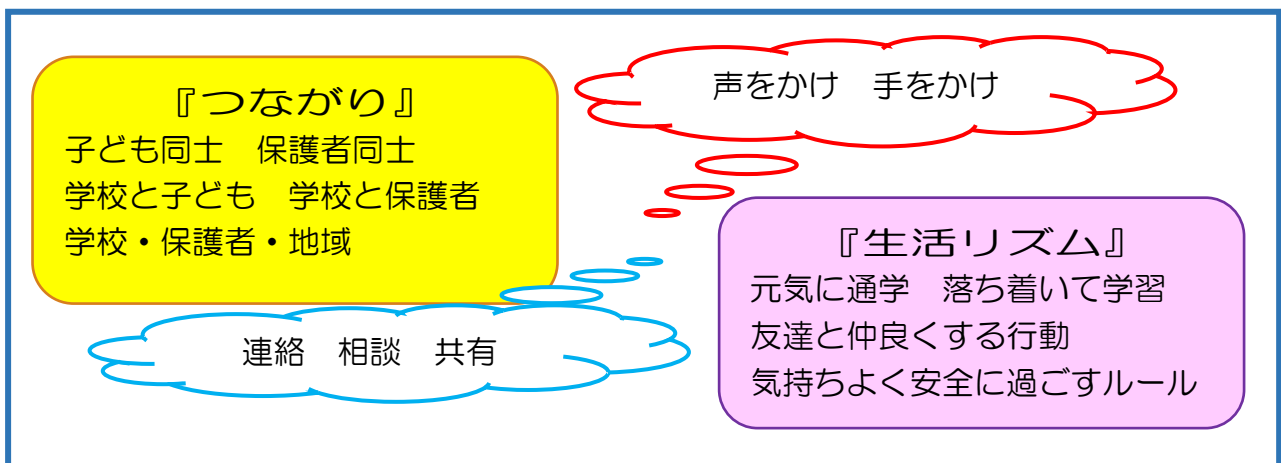 『つながり』
子ども同士　保護者同士
学校と子ども　学校と保護者
学校・保護者・地域
声をかけ　手をかけ
連絡　相談　共有
『生活リズム』
元気に通学　落ち着いて学習
友達と仲良くする行動
気持ちよく安全に過ごすルール